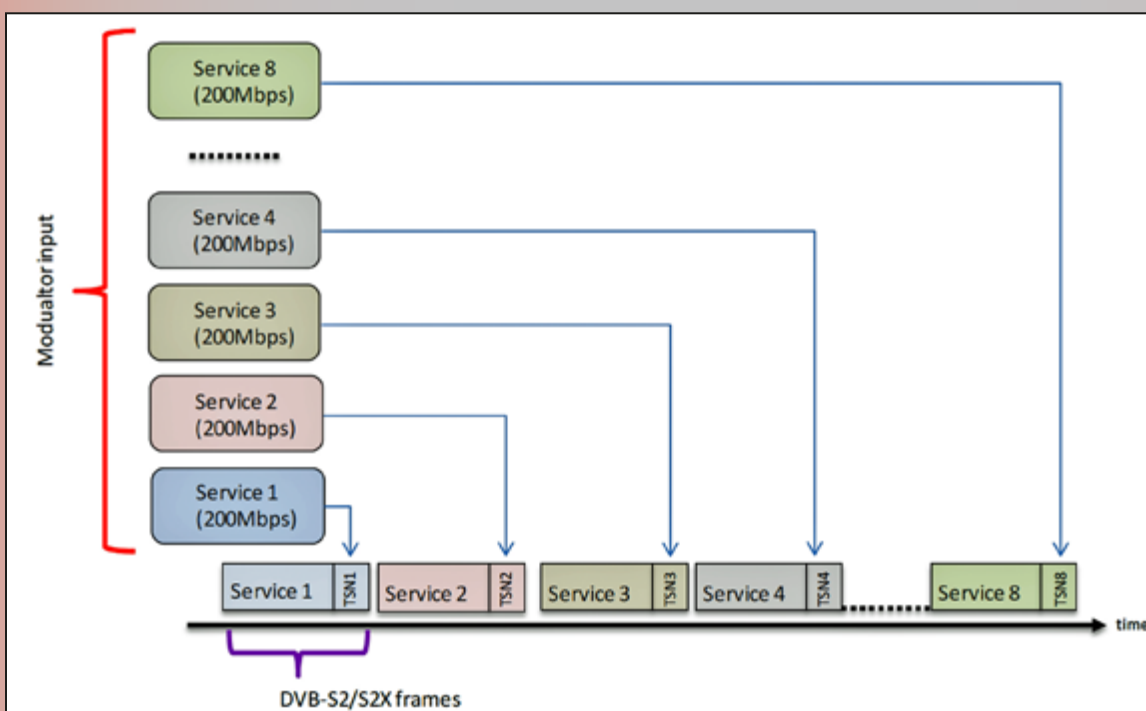 Service 8
(200Mbps)
Service 4
(200Mbps)
Service 3
(200Mbps)
Service 2
(200Mbps)
Service 1
(200Mbps)
Modualtor input
Service 1 TSN1 Service 2 TSN2 Service 3 TSN3 Service 4 TSN4 Service 8 TSN8
time
DVB-S2/S2X frames